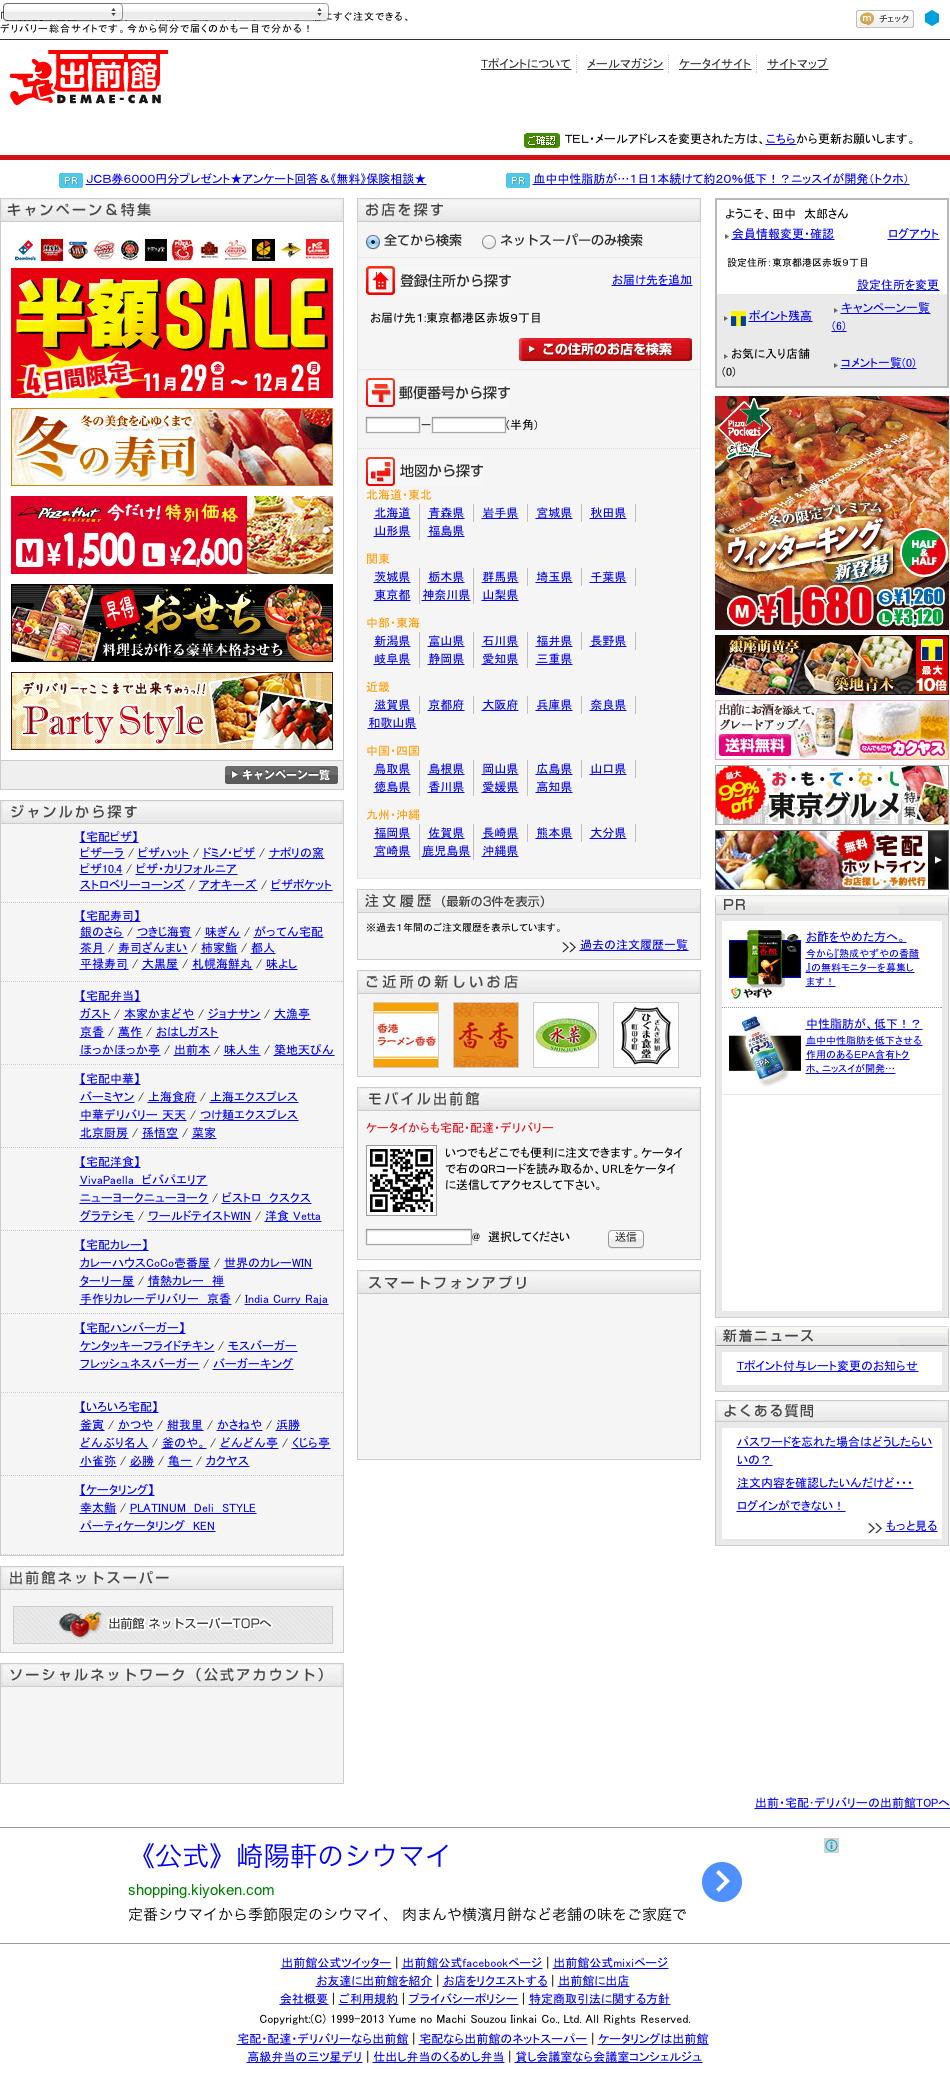 すぐ注文できる、
デリバリー総合サイトです。今から何分で届くのかも一目で分かる！
チェック
出前館
DEMAE-CAN
Tポイントについて
メールマガジン
ケータイサイト
サイトマップ
ご確認 TEL・メールアドレスを変更された方は、こちらから更新お願いします。
PR JCB券6000円分プレゼント★アンケート回答＆《無料》保険相談★
PR 血中中性脂肪が…1日1本続けて約20%低下！？ニッスイが開発（トクホ）
キャンペーン＆特集
半額SALE
4日間限定 11月29日金〜12月2日月
冬の美食を心ゆくまで
冬の寿司
Pizza Hut DELIVERY 今だけ！特別価格
M ¥1,500 L ¥2,600
早得 おせち
料理長が作る豪華本格おせち
デリバリーでここまで出来ちゃうっ!!
Party Style
キャンペーン一覧
ジャンルから探す
【宅配ピザ】
ピザーラ / ピザハット / ドミノ・ピザ / ナポリの窯
ピザ10.4 / ピザ・カリフォルニア
ストロベリーコーンズ / アオキーズ / ピザポケット
【宅配寿司】
銀のさら / つきじ海賓 / 味ぎん / がってん宅配
茶月 / 寿司ざんまい / 柿家鮨 / 都人
平禄寿司 / 大黒屋 / 札幌海鮮丸 / 味よし
【宅配弁当】
ガスト / 本家かまどや / ジョナサン / 大漁亭
京香 / 萬作 / おはしガスト
ほっかほっか亭 / 出前本 / 味人生 / 築地天ぴん
【宅配中華】
バーミヤン / 上海食府 / 上海エクスプレス
中華デリバリー 天天 / つけ麺エクスプレス
北京厨房 / 孫悟空 / 菜家
【宅配洋食】
VivaPaella ビバパエリア
ニューヨークニューヨーク / ビストロ クスクス
グラテシモ / ワールドテイストWIN / 洋食 Vetta
【宅配カレー】
カレーハウスCoCo壱番屋 / 世界のカレーWIN
ターリー屋 / 情熱カレー 禅
手作りカレーデリバリー 京香 / India Curry Raja
【宅配ハンバーガー】
ケンタッキーフライドチキン / モスバーガー
フレッシュネスバーガー / バーガーキング
【いろいろ宅配】
釜寅 / かつや / 紺我里 / かさねや / 浜勝
どんぶり名人 / 釜のや。 / どんどん亭 / くじら亭
小雀弥 / 必勝 / 亀一 / カクヤス
【ケータリング】
幸太鮨 / PLATINUM Deli STYLE
パーティケータリング KEN
出前館ネットスーパー
出前館 ネットスーパーTOPへ
ソーシャルネットワーク（公式アカウント）
お店を探す
全てから検索 ネットスーパーのみ検索
登録住所から探す お届け先を追加
お届け先1:東京都港区赤坂9丁目
この住所のお店を検索
郵便番号から探す
ー (半角)
地図から探す
北海道・東北
北海道 青森県 岩手県 宮城県 秋田県
山形県 福島県
関東
茨城県 栃木県 群馬県 埼玉県 千葉県
東京都 神奈川県 山梨県
中部・東海
新潟県 富山県 石川県 福井県 長野県
岐阜県 静岡県 愛知県 三重県
近畿
滋賀県 京都府 大阪府 兵庫県 奈良県
和歌山県
中国・四国
鳥取県 島根県 岡山県 広島県 山口県
徳島県 香川県 愛媛県 高知県
九州・沖縄
福岡県 佐賀県 長崎県 熊本県 大分県
宮崎県 鹿児島県 沖縄県
注文履歴（最新の3件を表示）
※過去1年間のご注文履歴を表示しています。
過去の注文履歴一覧
ご近所の新しいお店
香港
ラーメン香香
香香
水菜
SHINJUKU
ひぐま食堂
町田中町
モバイル出前館
ケータイからも宅配・配達・デリバリー
いつでもどこでも便利に注文できます。ケータイ
で右のQRコードを読み取るか、URLをケータイ
に送信してアクセスして下さい。
@ 選択してください 送信
スマートフォンアプリ
ようこそ、田中 太郎さん
会員情報変更・確認 ログアウト
設定住所：東京都港区赤坂9丁目
設定住所を変更
ポイント残高 キャンペーン一覧
(6)
お気に入り店舗
(0)
コメント一覧(0)
Pizza Pocket
冬の限定プレミアム
ウィンターキング
新登場
HALF & HALF
M ¥1,680 S ¥1,260
L ¥3,120
銀座萌黄亭
築地青木
最大
10倍
出前にお酒を添えて、
グレードアップ！
送料無料
なんでも酒や カクヤス
最大99%off
お・も・て・な・し
東京グルメ特集
無料 宅配
ホットライン
お店探し・予約代行
PR
お酢をやめた方へ。
今から『熟成やずやの香醋
』の無料モニターを募集し
ます！
やずや
中性脂肪が、低下！？
血中中性脂肪を低下させる
作用のあるEPA含有トク
ホ、ニッスイが開発…
新着ニュース
Tポイント付与レート変更のお知らせ
よくある質問
パスワードを忘れた場合はどうしたらい
いの？
注文内容を確認したいんだけど・・・
ログインができない！
もっと見る
出前・宅配・デリバリーの出前館TOPへ
《公式》崎陽軒のシウマイ
shopping.kiyoken.com
定番シウマイから季節限定のシウマイ、 肉まんや横濱月餅など老舗の味をご家庭で
出前館公式ツイッター | 出前館公式facebookページ | 出前館公式mixiページ
お友達に出前館を紹介 | お店をリクエストする | 出前館に出店
会社概要 | ご利用規約 | プライバシーポリシー | 特定商取引法に関する方針
Copyright:(C) 1999-2013 Yume no Machi Souzou Iinkai Co., Ltd. All Rights Reserved.
宅配・配達・デリバリーなら出前館 | 宅配なら出前館のネットスーパー | ケータリングは出前館
高級弁当の三ツ星デリ | 仕出し弁当のくるめし弁当 | 貸し会議室なら会議室コンシェルジュ